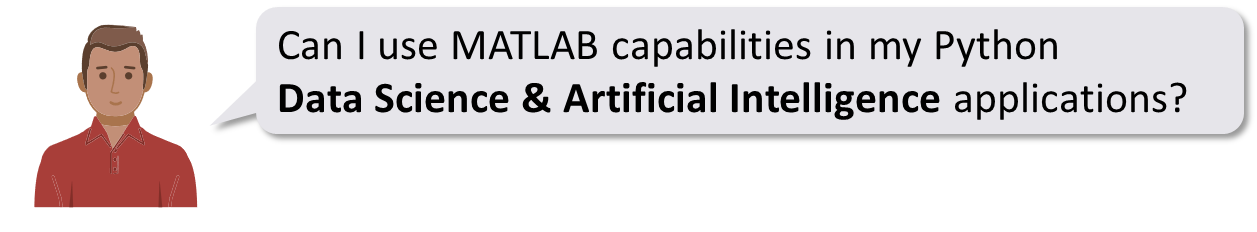 Can I use MATLAB capabilities in my Python
Data Science & Artificial Intelligence applications?